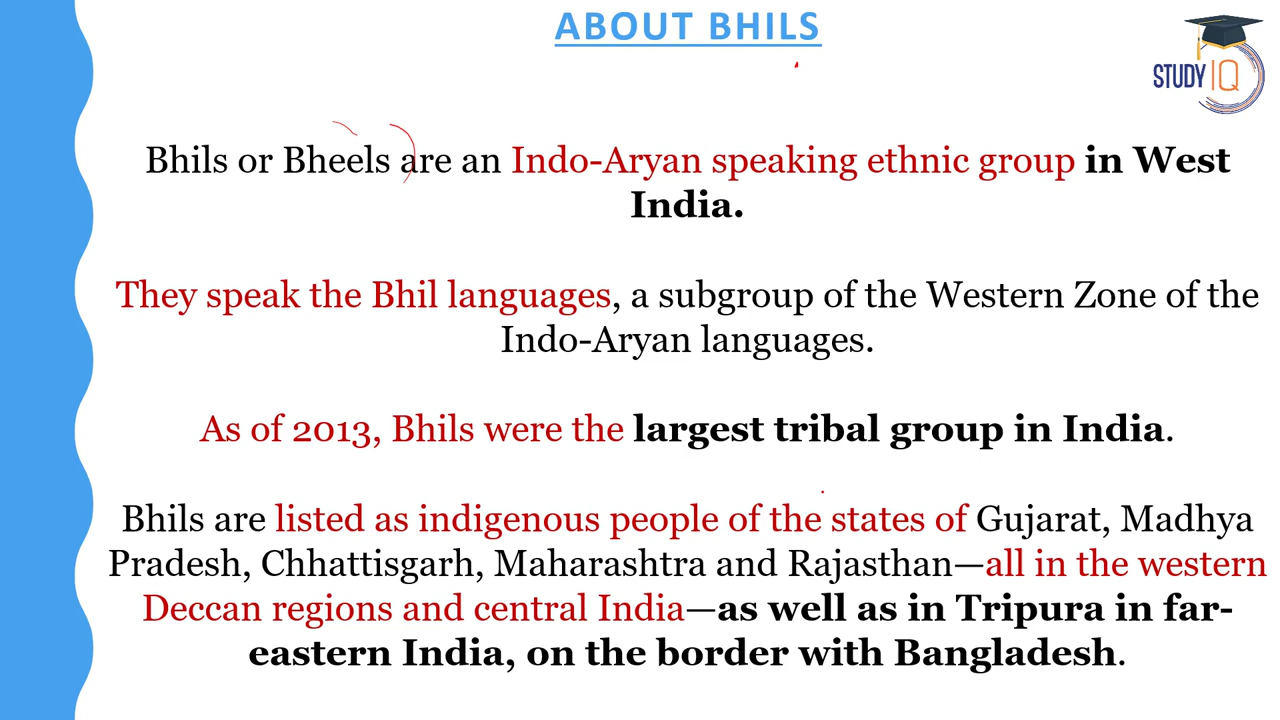 ABOUT BHILS
STUDY IQ
Bhils or Bheels are an Indo-Aryan speaking ethnic group in West
India.
They speak the Bhil languages, a subgroup of the Western Zone of the
Indo-Aryan languages.
As of 2013, Bhils were the largest tribal group in India.
Bhils are listed as indigenous people of the states of Gujarat, Madhya
Pradesh, Chhattisgarh, Maharashtra and Rajasthan—all in the western
Deccan regions and central India—as well as in Tripura in far-
eastern India, on the border with Bangladesh.